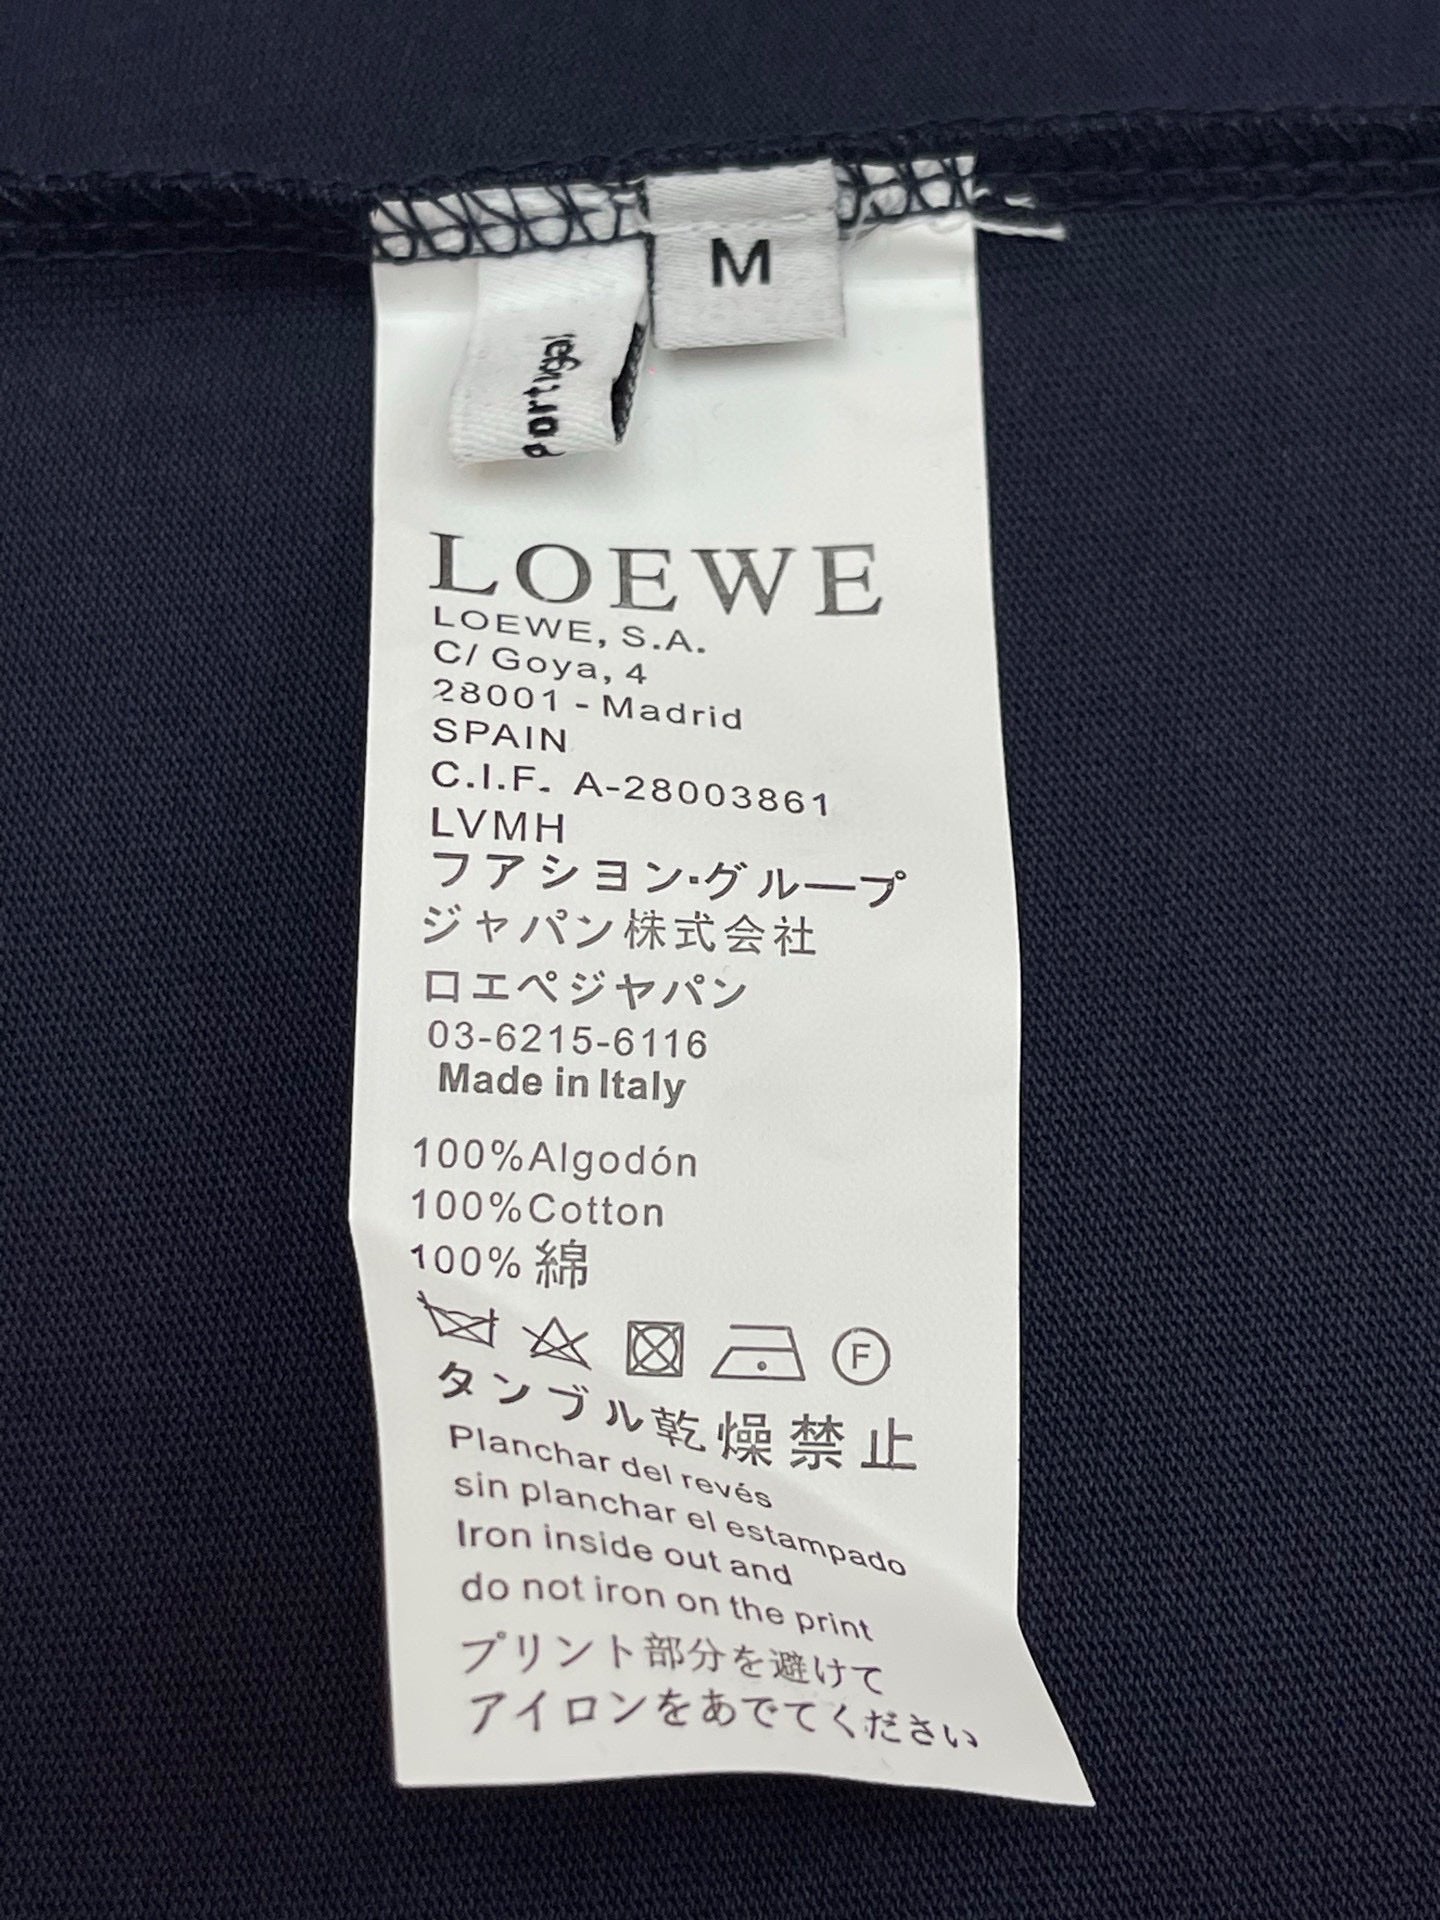 M
Portugal
LOEWE
LOEWE, S.A.
C/ Goya, 4
28001 - Madrid
SPAIN
C.I.F. A-28003861
LVMH
フアシヨン·グループ
ジャパン株式会社
ロエペジヤパン
03-6215-6116
Made in Italy
100%Algodón
100%Cotton
100%綿
F
タンブル乾燥禁止
Planchar del revés
sin planchar el estampado
Iron inside out and
do not iron on the print
プリント部分を避けて
アイロンをあでてください